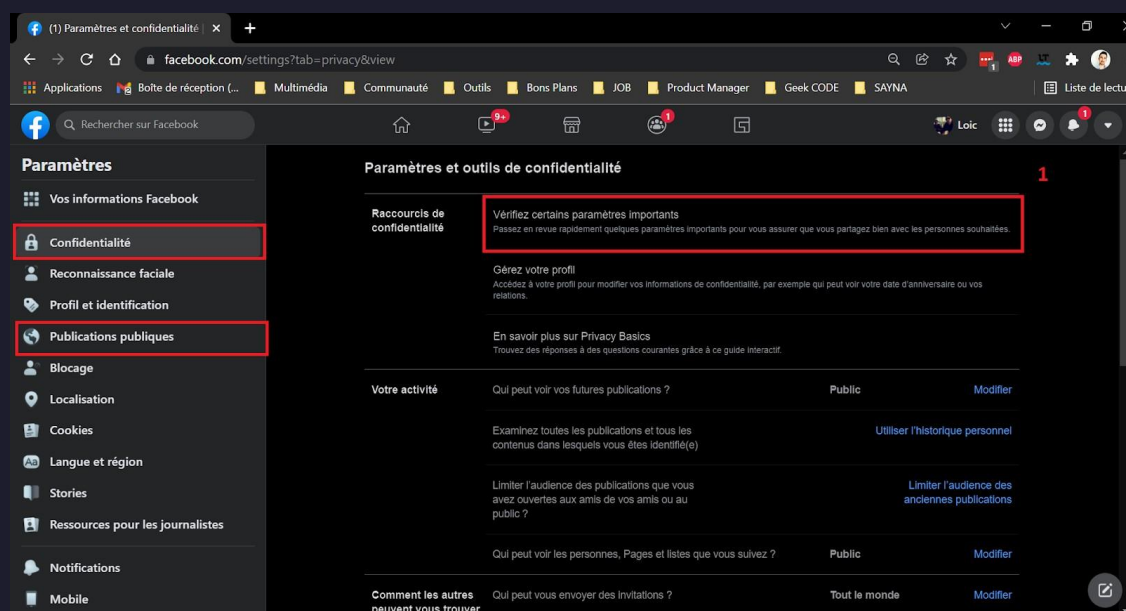 (1) Paramètres et confidentialité
facebook.com/settings?tab=privacy&view
1
ABP
Applications
Boîte de réception (...
Multimédia
Communauté
Outils
Bons Plans
JOB
Product Manager
Geek CODE
SAYNA
Liste de lectu
Rechercher sur Facebook
9+
1
Loic
1
Paramètres
Vos informations Facebook
Confidentialité
Reconnaissance faciale
Profil et identification
Publications publiques
Blocage
Localisation
Cookies
Langue et région
Stories
Ressources pour les journalistes
Notifications
Mobile
Paramètres et outils de confidentialité
1
Raccourcis de
confidentialité
Vérifiez certains paramètres importants
Passez en revue rapidement quelques paramètres importants pour vous assurer que vous partagez bien avec les personnes souhaitées.
Gérez votre profil
Accédez à votre profil pour modifier vos informations de confidentialité, par exemple qui peut voir votre date d'anniversaire ou vos
relations.
En savoir plus sur Privacy Basics
Trouvez des réponses à des questions courantes grâce à ce guide interactif.
Votre activité
Qui peut voir vos futures publications ?
Public
Modifier
Examinez toutes les publications et tous les
contenus dans lesquels vous êtes identifié(e)
Utiliser l'historique personnel
Limiter l'audience des publications que vous
avez ouvertes aux amis de vos amis ou au
public ?
Limiter l'audience des
anciennes publications
Qui peut voir les personnes, Pages et listes que vous suivez ?
Public
Modifier
Comment les autres
peuvent vous trouver
Qui peut vous envoyer des invitations ?
Tout le monde
Modifier